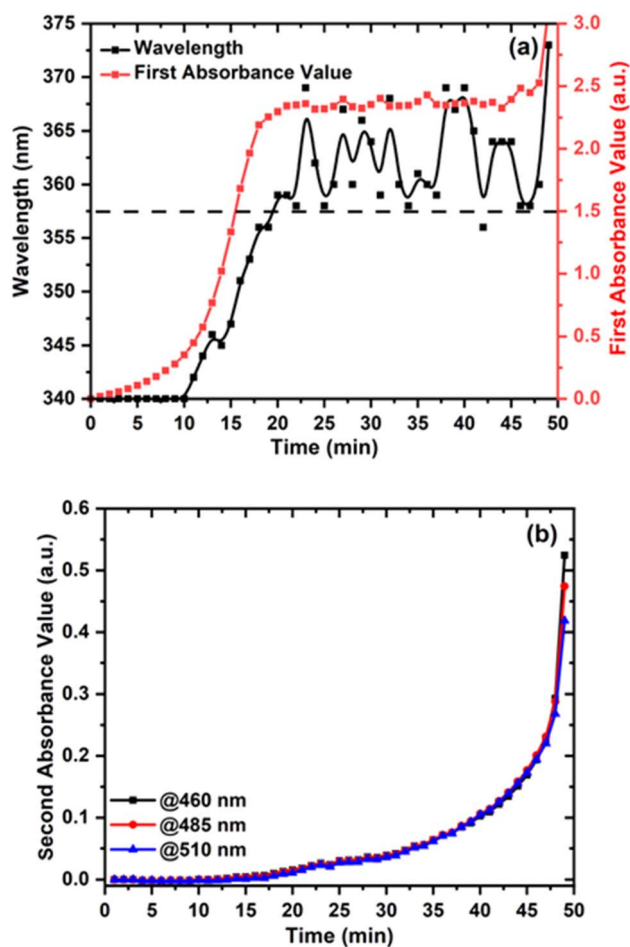 375
370
365
360
355
350
345
340
Wavelength (nm)
Wavelength
First Absorbance Value
(a)
3.0
2.5
2.0
1.5
1.0
0.5
0.0
First Absorbance Value (a.u.)
0 5 10 15 20 25 30 35 40 45 50
Time (min)
0.6
0.5
0.4
0.3
0.2
0.1
0.0
Second Absorbance Value (a.u.)
(b)
@460 nm
@485 nm
@510 nm
0 5 10 15 20 25 30 35 40 45 50
Time (min)